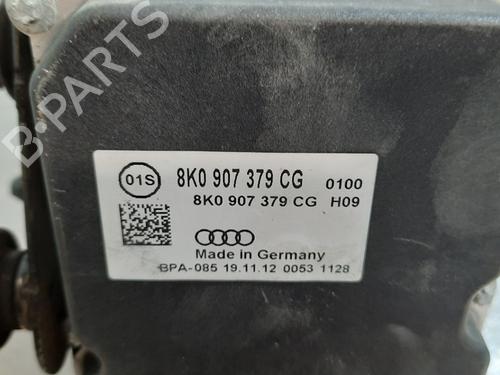 B-PARTS
01S
8K0 907 379 CG 0100
8K0 907 379 CG H09
Made in Germany
BPA-085 19.11.12 0053 1128